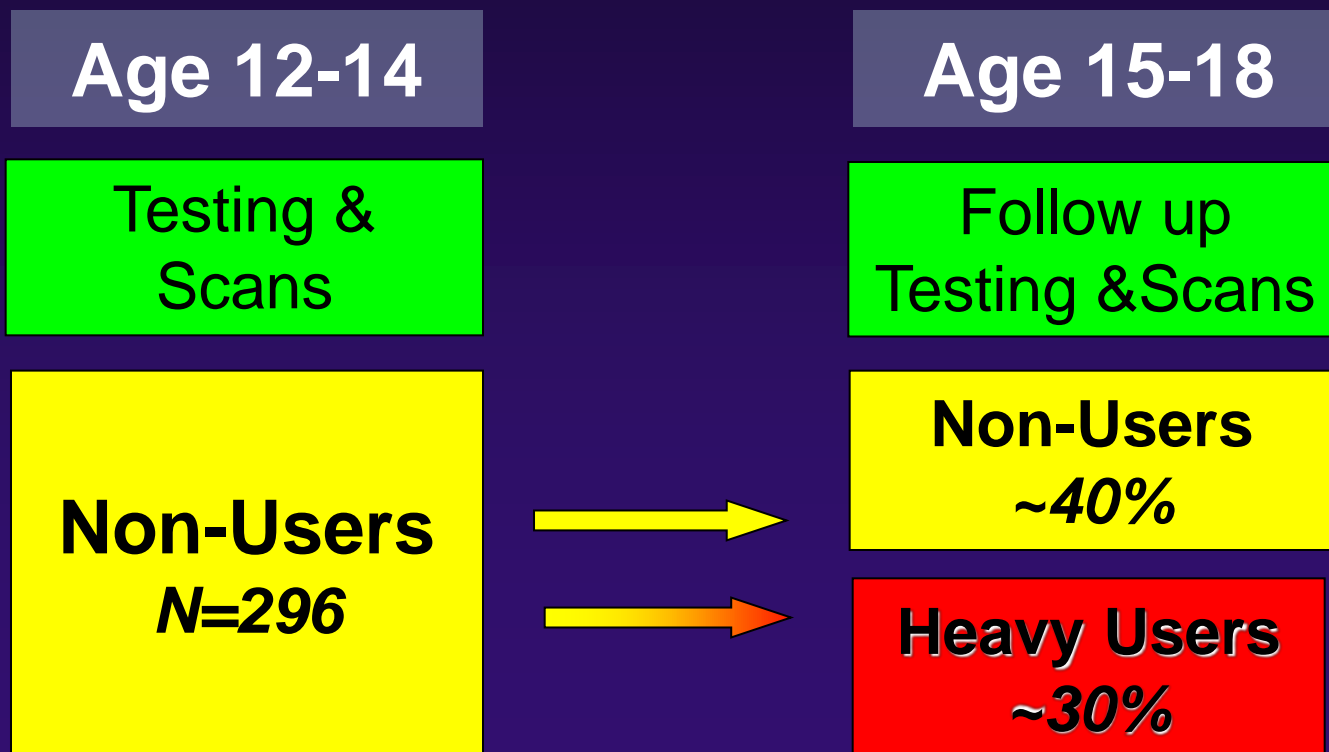 Age 12-14
Testing &
Scans
Non-Users
N=296
Age 15-18
Follow up
Testing &Scans
Non-Users
~40%
Heavy Users
~30%